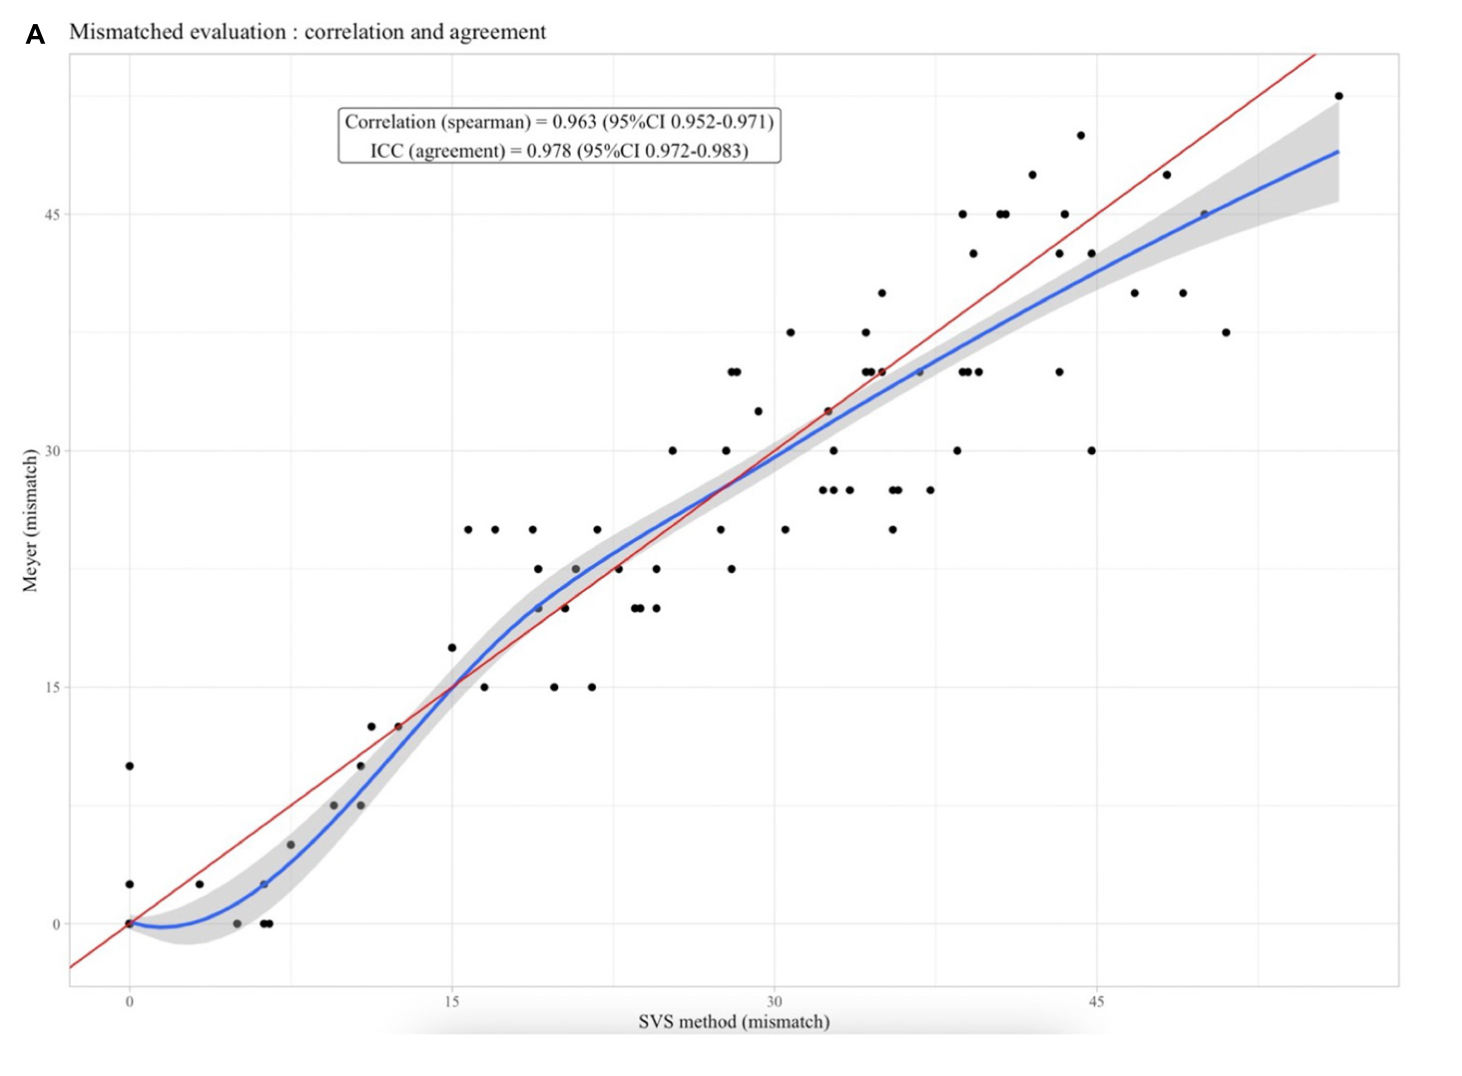 A Mismatched evaluation : correlation and agreement
Correlation (spearman) = 0.963 (95%CI 0.952-0.971)
ICC (agreement) = 0.978 (95%CI 0.972-0.983)
45
30
15
0
Meyer (mismatch)
0 15 30 45
SVS method (mismatch)